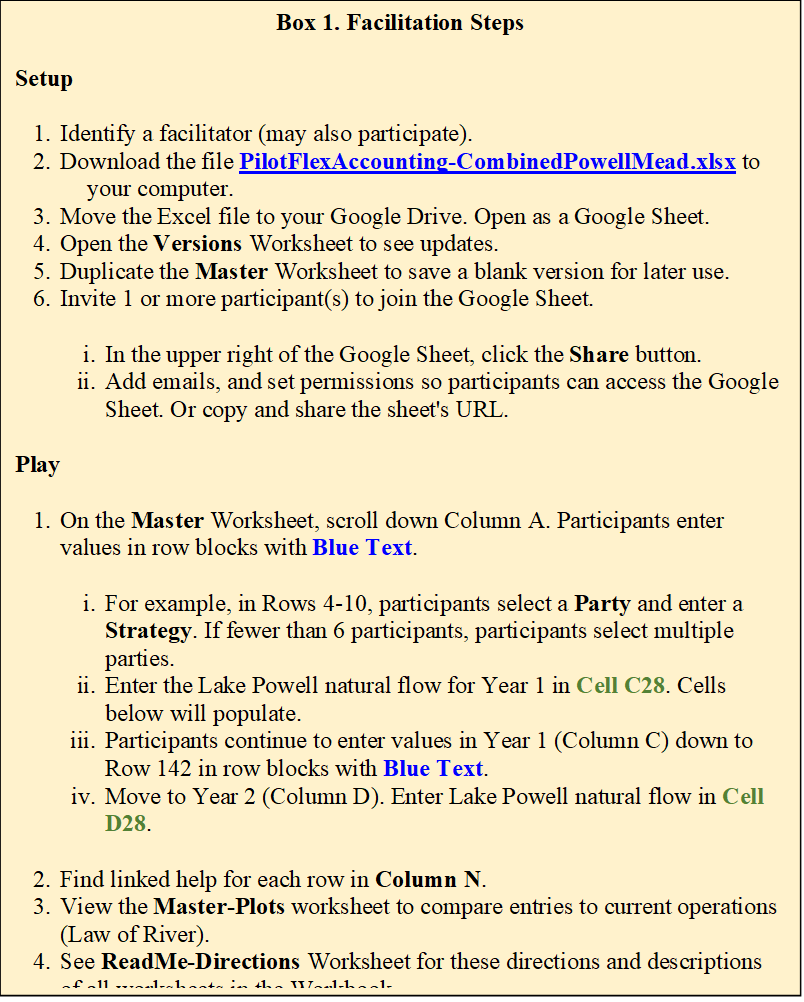 Box 1. Facilitation Steps
Setup
1. Identify a facilitator (may also participate).
2. Download the file PilotFlexAccounting-CombinedPowellMead.xlsx to
your computer.
3. Move the Excel file to your Google Drive. Open as a Google Sheet.
4. Open the Versions Worksheet to see updates.
5. Duplicate the Master Worksheet to save a blank version for later use.
6. Invite 1 or more participant(s) to join the Google Sheet.
i. In the upper right of the Google Sheet, click the Share button.
ii. Add emails, and set permissions so participants can access the Google
Sheet. Or copy and share the sheet's URL.
Play
1. On the Master Worksheet, scroll down Column A. Participants enter
values in row blocks with Blue Text.
i. For example, in Rows 4-10, participants select a Party and enter a
Strategy. If fewer than 6 participants, participants select multiple
parties.
ii. Enter the Lake Powell natural flow for Year 1 in Cell C28. Cells
below will populate.
iii. Participants continue to enter values in Year 1 (Column C) down to
Row 142 in row blocks with Blue Text.
iv. Move to Year 2 (Column D). Enter Lake Powell natural flow in Cell
D28.
2. Find linked help for each row in Column N.
3. View the Master-Plots worksheet to compare entries to current operations
(Law of River).
4. See ReadMe-Directions Worksheet for these directions and descriptions
of all worksheets in the Workbook